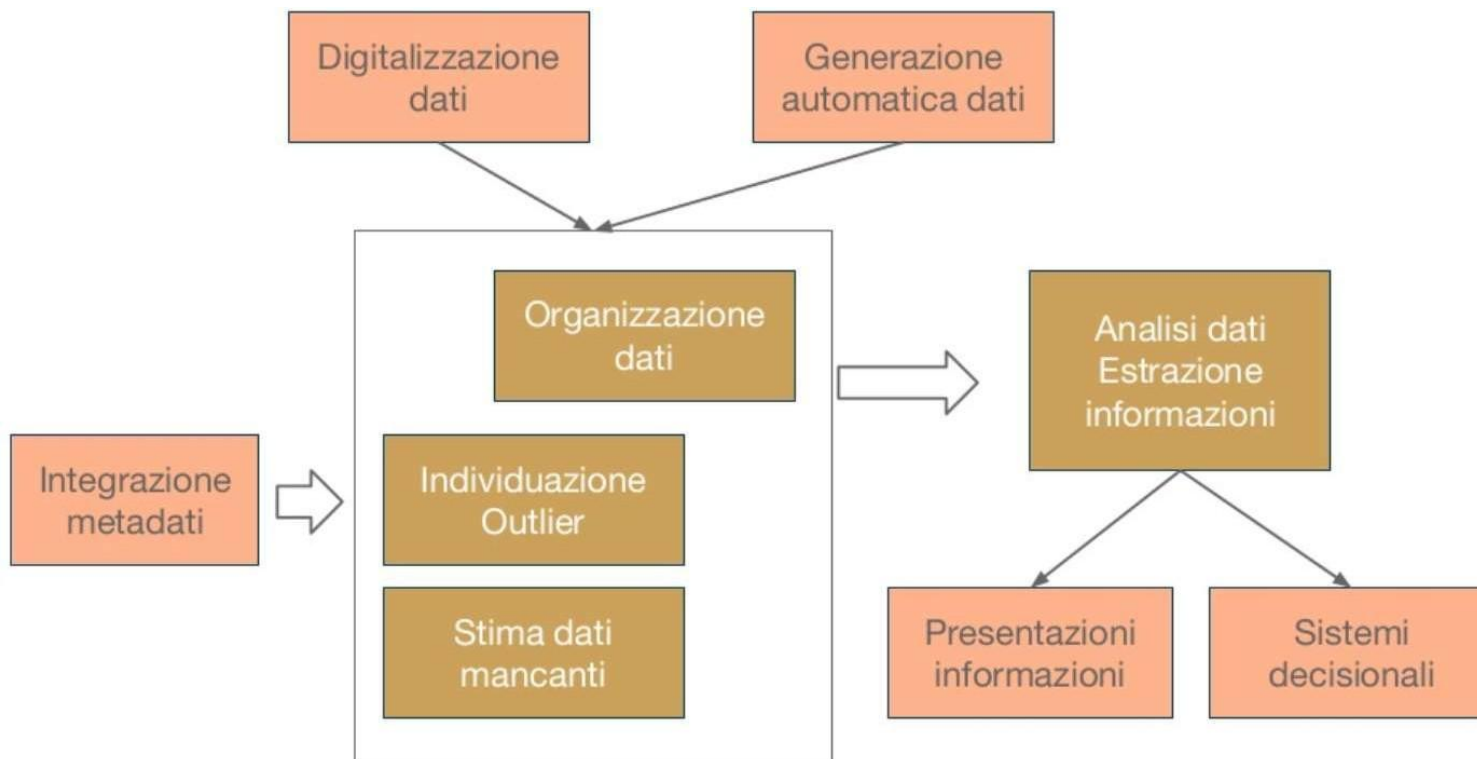 Digitalizzazione
dati
Generazione
automatica dati
Organizzazione
dati
Analisi dati
Estrazione
informazioni
Integrazione
metadati
Individuazione
Outlier
Stima dati
mancanti
Presentazioni
informazioni
Sistemi
decisionali